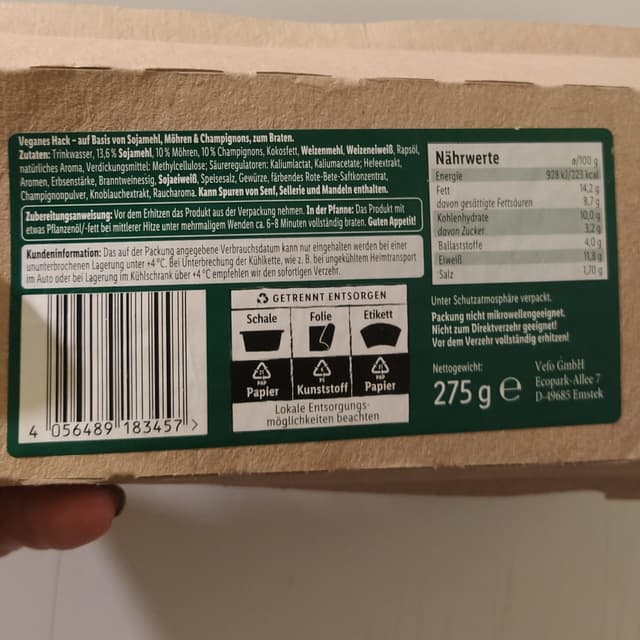 Veganes Hack – auf Basis von Sojamehl, Möhren & Champignons, zum Braten.
Zutaten: Trinkwasser, 13,6% Sojamehl, 10% Möhren, 10% Champignons, Kokosfett, Weizenmehl, Weizeneiweiß, Rapsöl,
natürliches Aroma, Verdickungsmittel: Methylcellulose; Säureregulatoren: Kaliumlactat, Kaliumacetate; Hefeextrakt,
Aromen, Erbsenstärke, Branntweinessig, Sojaeiweiß, Speisesalz, Gewürze, färbendes Rote-Bete-Saftkonzentrat,
Champignonpulver, Knoblauchextrakt, Raucharoma. Kann Spuren von Senf, Sellerie und Mandeln enthalten.
Zubereitungsanweisung: Vor dem Erhitzen das Produkt aus der Verpackung nehmen. In der Pfanne: Das Produkt mit
etwas Pflanzenöl/-fett bei mittlerer Hitze unter mehrmaligem Wenden ca. 6-8 Minuten vollständig braten. Guten Appetit!
Kundeninformation: Das auf der Packung angegebene Verbrauchsdatum kann nur eingehalten werden bei einer
ununterbrochenen Lagerung unter +4°C. Bei Unterbrechung der Kühlkette, wie z. B. bei ungekühltem Heimtransport
im Auto oder bei Lagerung im Kühlschrank über +4°C empfehlen wir den sofortigen Verzehr.
Nährwerte ø/100 g
Energie 928 kJ/223 kcal
Fett 14,2 g
davon gesättigte Fettsäuren 8,7 g
Kohlenhydrate 10,0 g
davon Zucker 3,2 g
Ballaststoffe 4,0 g
Eiweiß 11,8 g
Salz 1,70 g
4 056489 183457 >
GETRENNT ENTSORGEN
Schale Folie Etikett
PAP PAP
Papier Kunststoff Papier
Lokale Entsorgungs-
möglichkeiten beachten
Unter Schutzatmosphäre verpackt.
Packung nicht mikrowellengeeignet.
Nicht zum Direktverzehr geeignet!
Vor dem Verzehr vollständig erhitzen!
Nettogewicht:
275 g e
Vefo GmbH
Ecopark-Allee 7
D-49685 Emstek